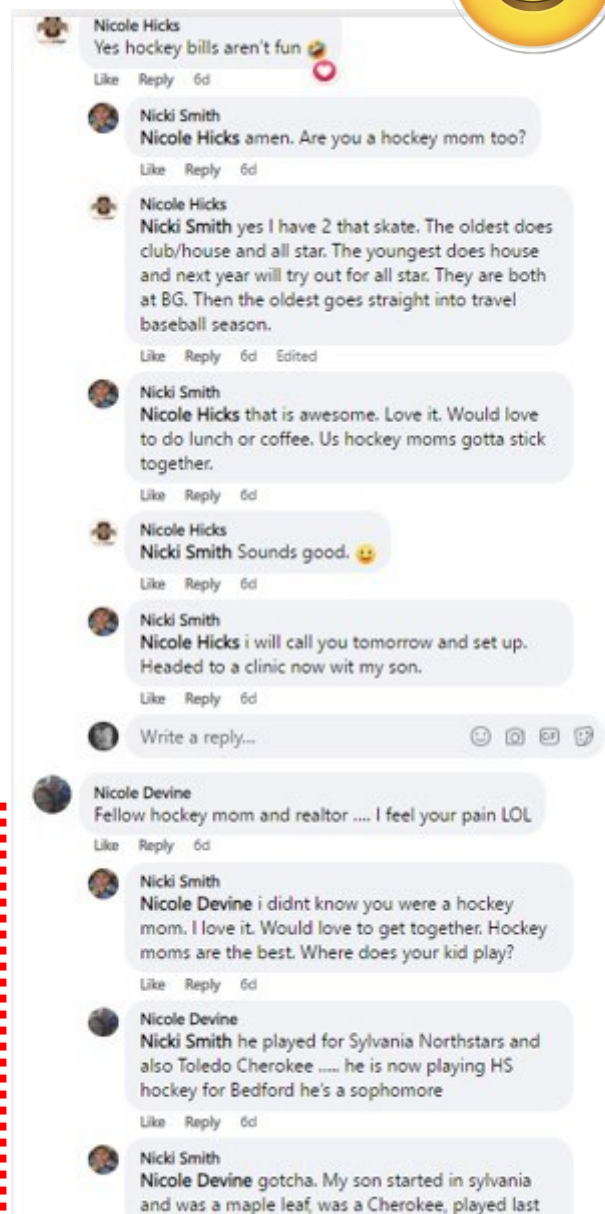 Nicole Hicks
Yes hockey bills aren't fun 🤣
Like Reply 6d
Nicki Smith
Nicole Hicks amen. Are you a hockey mom too?
Like Reply 6d
Nicole Hicks
Nicki Smith yes I have 2 that skate. The oldest does
club/house and all star. The youngest does house
and next year will try out for all star. They are both
at BG. Then the oldest goes straight into travel
baseball season.
Like Reply 6d Edited
Nicki Smith
Nicole Hicks that is awesome. Love it. Would love
to do lunch or coffee. Us hockey moms gotta stick
together.
Like Reply 6d
Nicole Hicks
Nicki Smith Sounds good. 🙂
Like Reply 6d
Nicki Smith
Nicole Hicks i will call you tomorrow and set up.
Headed to a clinic now wit my son.
Like Reply 6d
Write a reply...
GIF
Nicole Devine
Fellow hockey mom and realtor .... I feel your pain LOL
Like Reply 6d
Nicki Smith
Nicole Devine i didnt know you were a hockey
mom. I love it. Would love to get together. Hockey
moms are the best. Where does your kid play?
Like Reply 6d
Nicole Devine
Nicki Smith he played for Sylvania Northstars and
also Toledo Cherokee ..... he is now playing HS
hockey for Bedford he's a sophomore
Like Reply 6d
Nicki Smith
Nicole Devine gotcha. My son started in sylvania
and was a maple leaf, was a Cherokee, played last